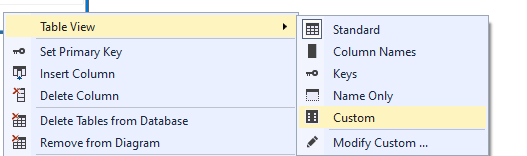 Table View
Set Primary Key
Insert Column
Delete Column
Delete Tables from Database
Remove from Diagram
Standard
Column Names
Keys
Name Only
Custom
Modify Custom ...